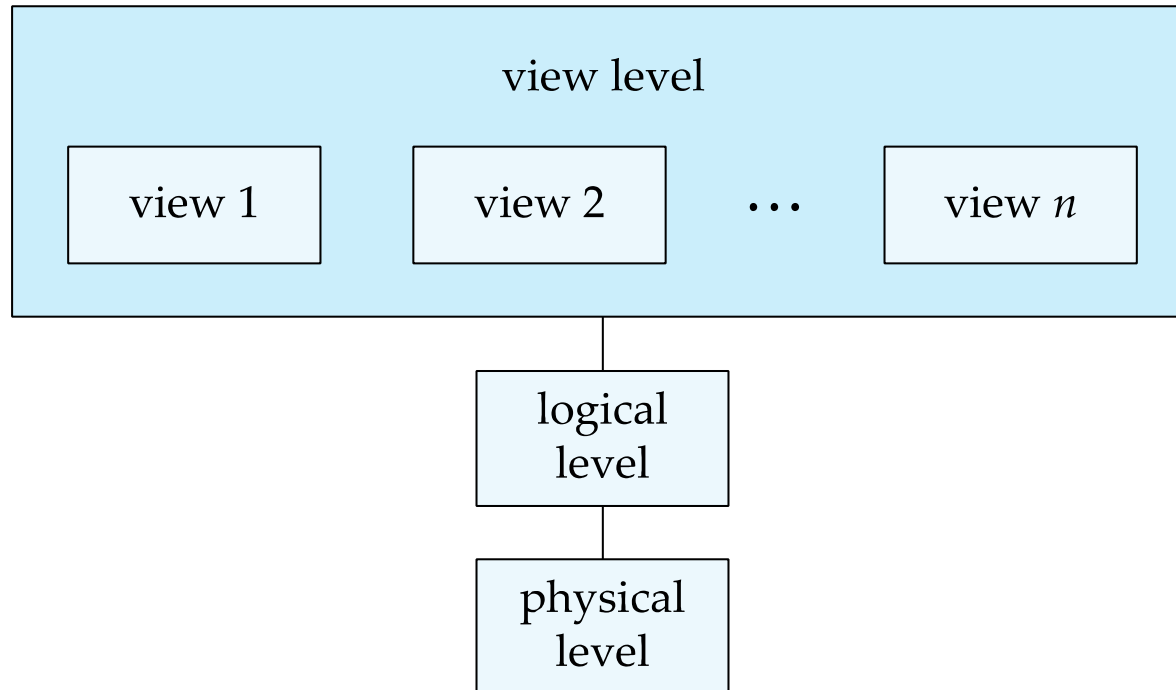 view level
view 1
view 2
...
view n
logical
level
physical
level